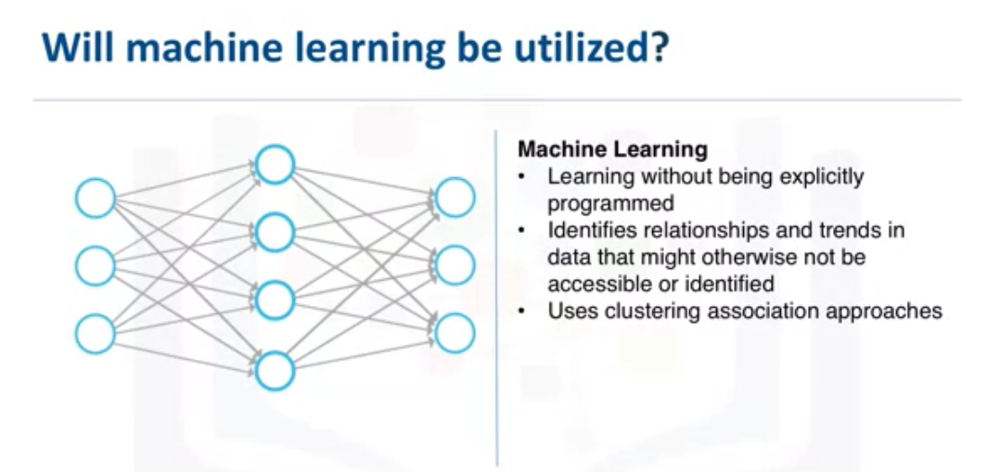 Will machine learning be utilized?
Machine Learning
• Learning without being explicitly
programmed
• Identifies relationships and trends in
data that might otherwise not be
accessible or identified
• Uses clustering association approaches